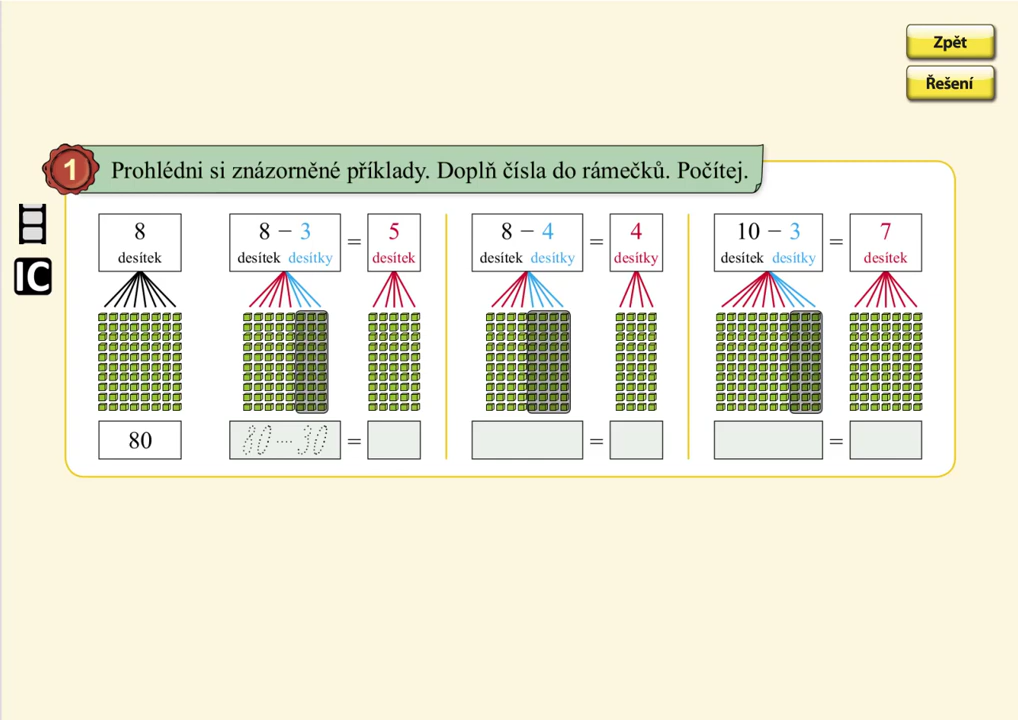 Zpět
Řešení
1 Prohlédni si znázorněné příklady. Doplň čísla do rámečků. Počítej.
IC
8 8 – 3 = 5 8 – 4 = 4 10 – 3 = 7
desítek desítek desítky desítek desítek desítky desítky desítek desítky desítek
80 80 – 30 = = =